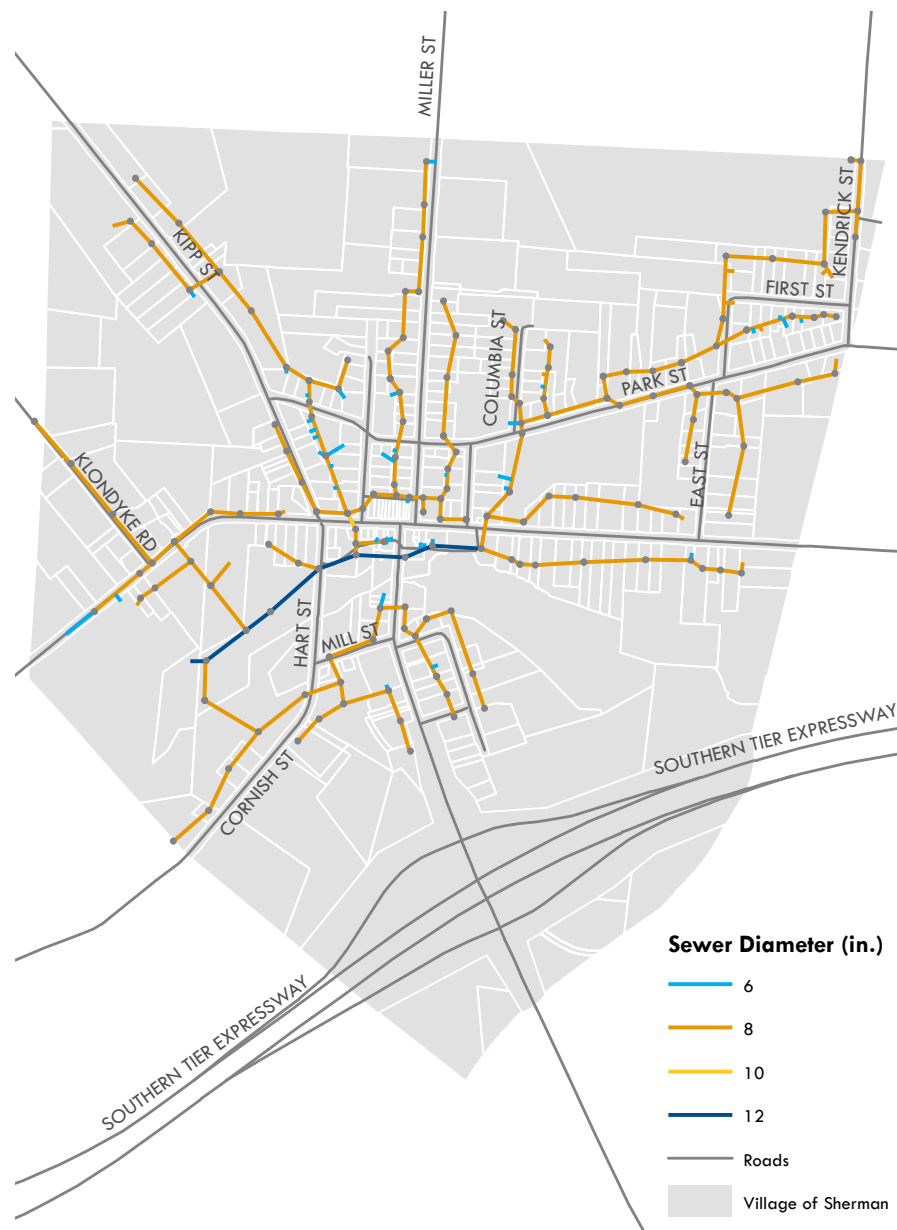 MILLER ST
KENDRICK ST
KIPP ST
FIRST ST
COLUMBIA ST
PARK ST
EAST ST
KLONDYKE RD
HART ST
MILL ST
SOUTHERN TIER EXPRESSWAY
CORNISH ST
SOUTHERN TIER EXPRESSWAY
Sewer Diameter (in.)
6
8
10
12
Roads
Village of Sherman